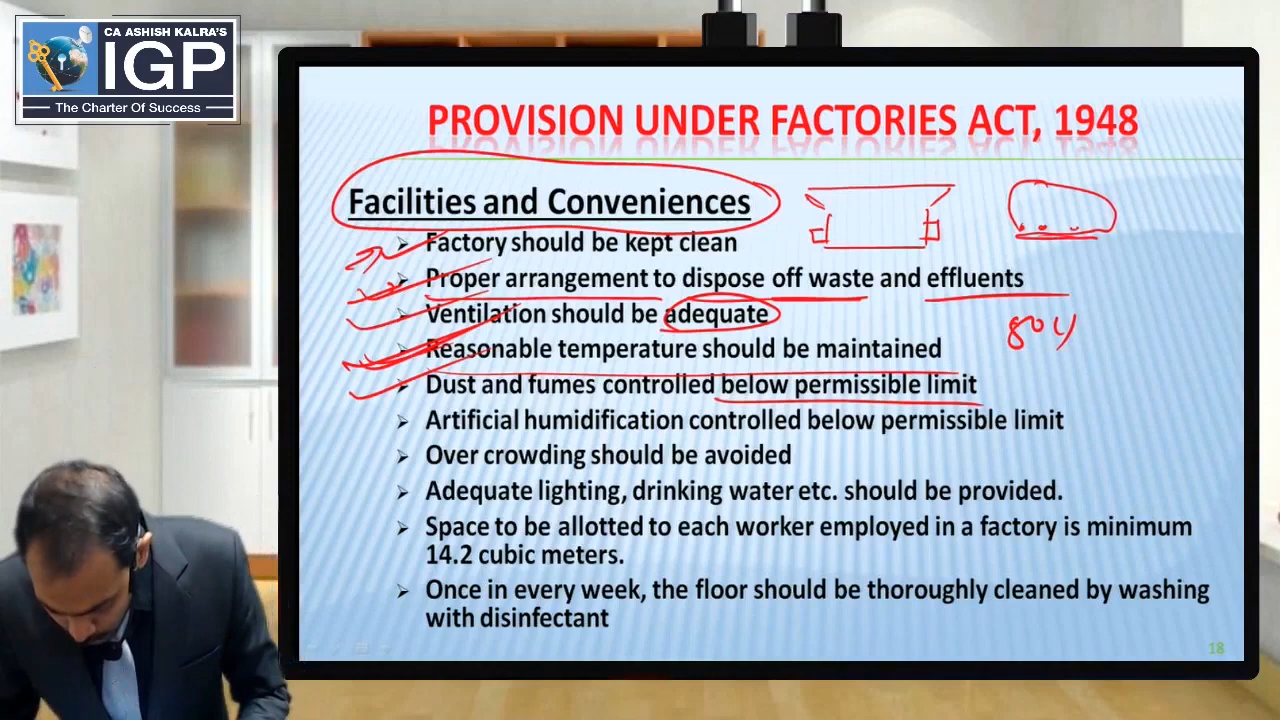 CA ASHISH KALRA'S
IGP
The Charter Of Success
PROVISION UNDER FACTORIES ACT, 1948
Facilities and Conveniences
Factory should be kept clean
Proper arrangement to dispose off waste and effluents
Ventilation should be adequate
Reasonable temperature should be maintained
Dust and fumes controlled below permissible limit
Artificial humidification controlled below permissible limit
Over crowding should be avoided
Adequate lighting, drinking water etc. should be provided.
Space to be allotted to each worker employed in a factory is minimum
14.2 cubic meters.
Once in every week, the floor should be thoroughly cleaned by washing
with disinfectant
18